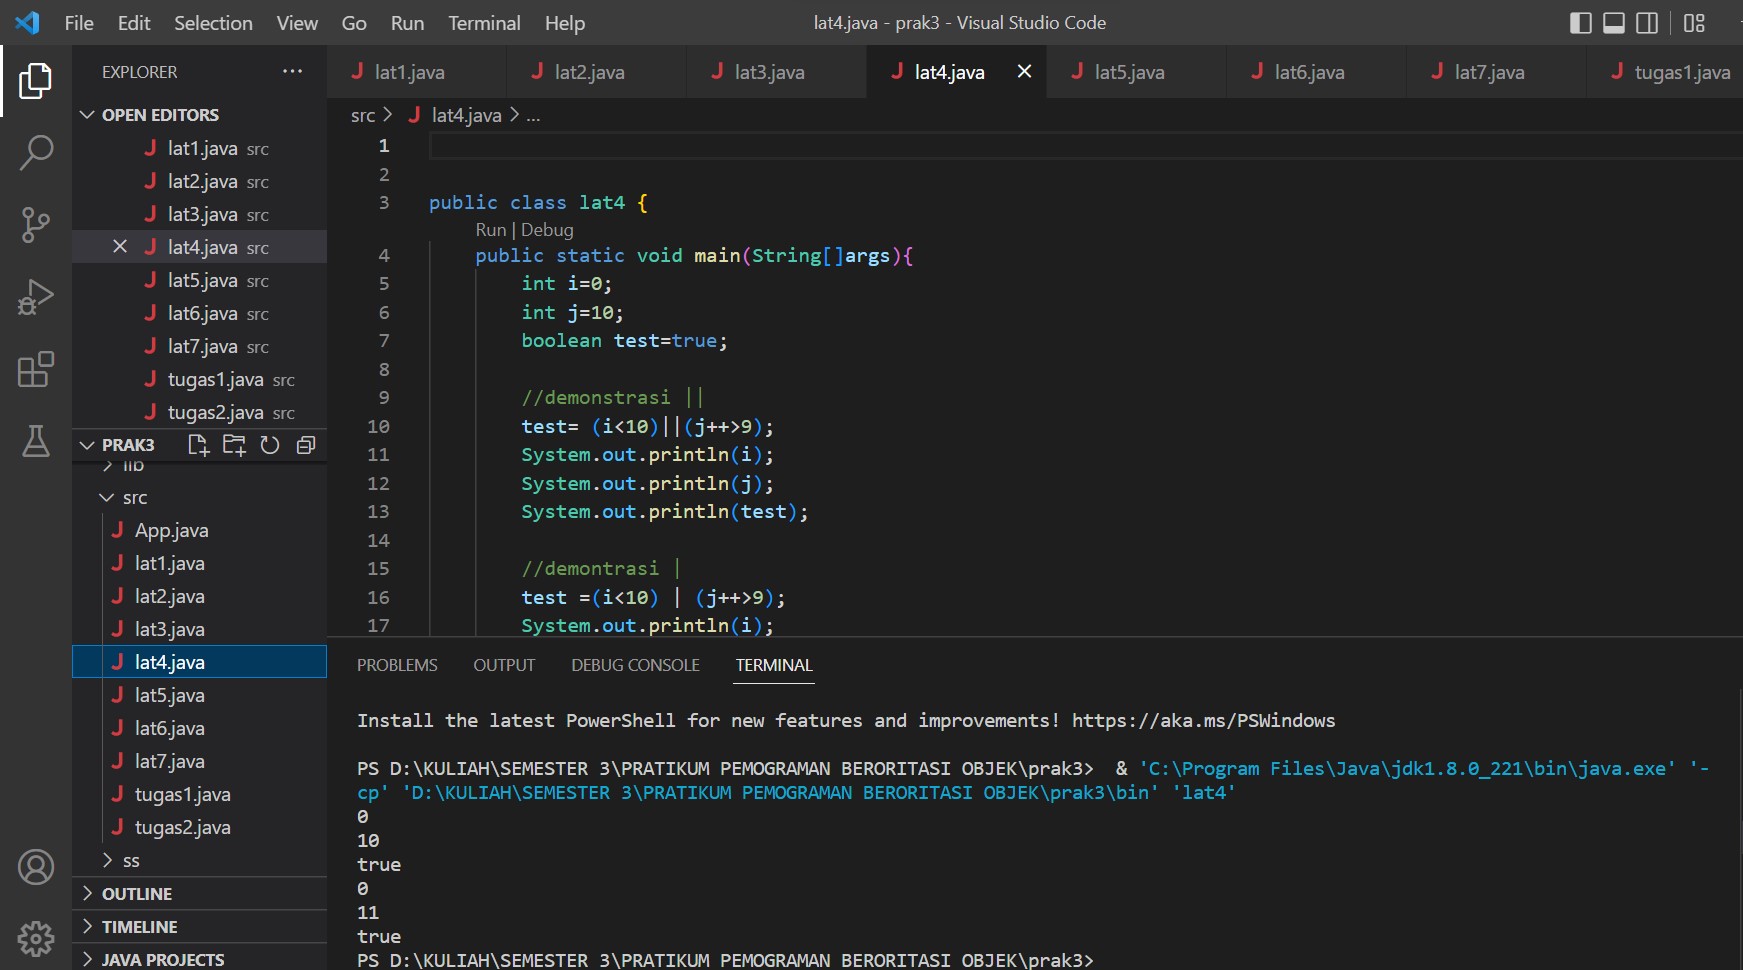 File Edit Selection View Go Run Terminal Help
lat4.java - prak3 - Visual Studio Code
EXPLORER ...
OPEN EDITORS
lat1.java src
lat2.java src
lat3.java src
lat4.java src
lat5.java src
lat6.java src
lat7.java src
tugas1.java src
tugas2.java src
PRAK3
lib
src
App.java
lat1.java
lat2.java
lat3.java
lat4.java
lat5.java
lat6.java
lat7.java
tugas1.java
tugas2.java
ss
OUTLINE
TIMELINE
JAVA PROJECTS
lat1.java lat2.java lat3.java lat4.java lat5.java lat6.java lat7.java tugas1.java
src > lat4.java > ...
1
2
3 public class lat4 {
Run | Debug
4 public static void main(String[]args){
5 int i=0;
6 int j=10;
7 boolean test=true;
8
9 //demonstrasi ||
10 test= (i<10)||(j++>9);
11 System.out.println(i);
12 System.out.println(j);
13 System.out.println(test);
14
15 //demontrasi |
16 test =(i<10) | (j++>9);
17 System.out.println(i);
PROBLEMS OUTPUT DEBUG CONSOLE TERMINAL
Install the latest PowerShell for new features and improvements! https://aka.ms/PSWindows
PS D:\KULIAH\SEMESTER 3\PRATIKUM PEMOGRAMAN BERORITASI OBJEK\prak3> & 'C:\Program Files\Java\jdk1.8.0_221\bin\java.exe' '-
cp' 'D:\KULIAH\SEMESTER 3\PRATIKUM PEMOGRAMAN BERORITASI OBJEK\prak3\bin' 'lat4'
0
10
true
0
11
true
PS D:\KULIAH\SEMESTER 3\PRATIKUM PEMOGRAMAN BERORITASI OBJEK\prak3>